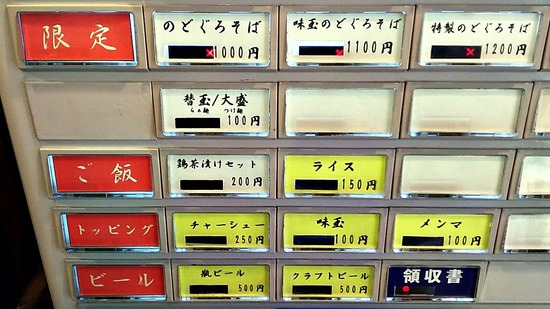 限定
のどぐろそば
1000円
味玉のどぐろそば
1100円
特製のどぐろそば
1200円
替玉/大盛
らぁ麺 つけ麺
100円
ご飯
鶏茶漬けセット
200円
ライス
150円
トッピング
チャーシュー
250円
味玉
100円
メンマ
100円
ビール
瓶ビール
500円
クラフトビール
500円
領収書